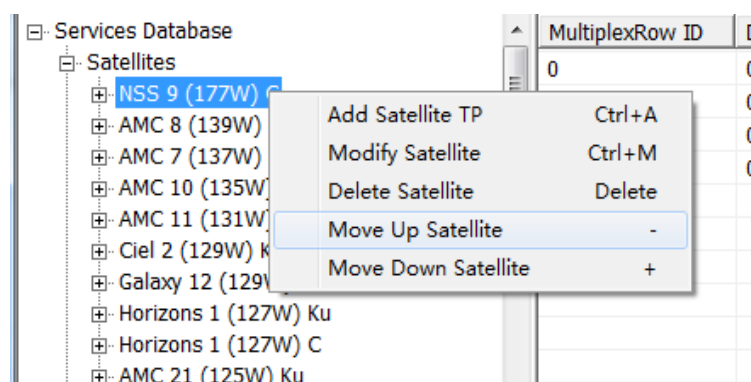 Services Database
Satellites
NSS 9 (177W) C
AMC 8 (139W)
AMC 7 (137W)
AMC 10 (135W)
AMC 11 (131W)
Ciel 2 (129W) K
Galaxy 12 (129W
Horizons 1 (127W) Ku
Horizons 1 (127W) C
AMC 21 (125W) Ku
Add Satellite TP Ctrl+A
Modify Satellite Ctrl+M
Delete Satellite Delete
Move Up Satellite -
Move Down Satellite +
MultiplexRow ID
0